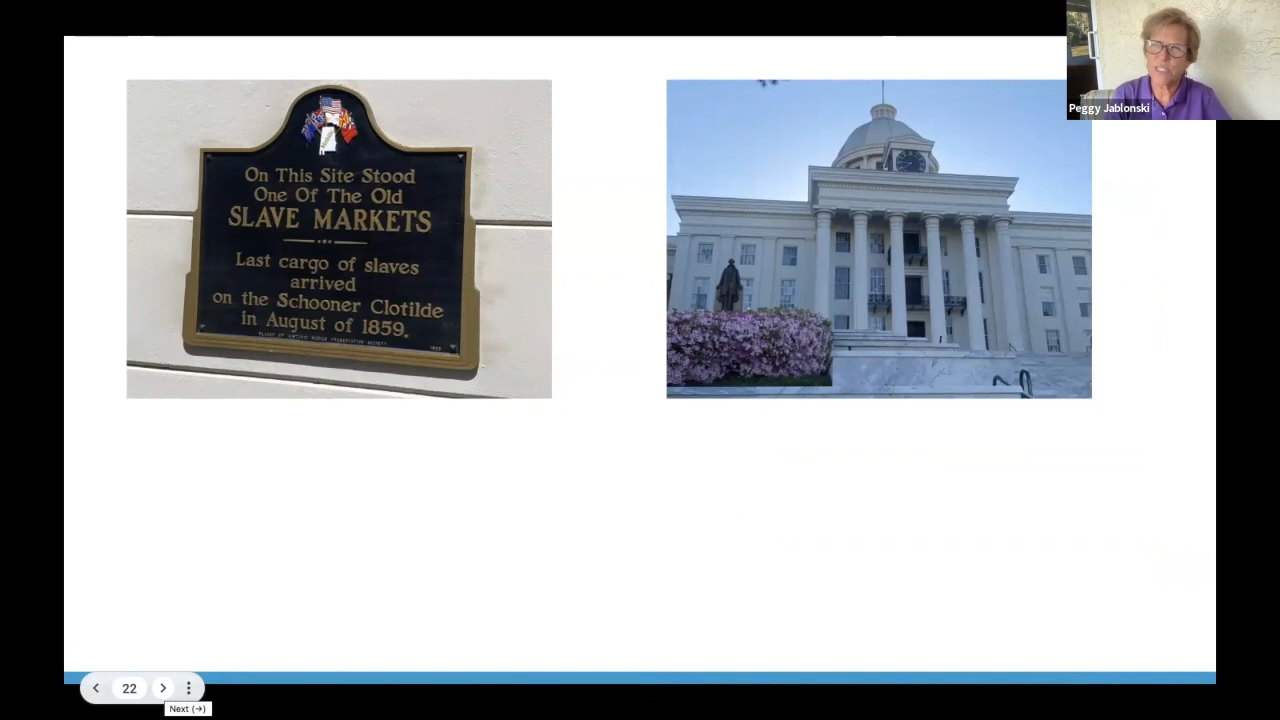 Peggy Jablonski
On This Site Stood
One Of The Old
SLAVE MARKETS
Last cargo of slaves
arrived
on the Schooner Clotilde
in August of 1859.
22
Next (→)